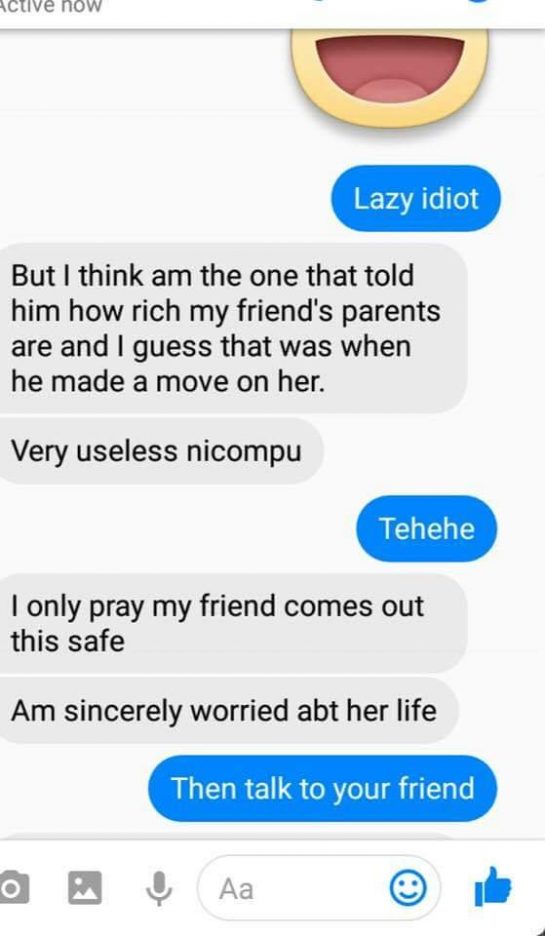 Active now
Lazy idiot
But I think am the one that told
him how rich my friend's parents
are and I guess that was when
he made a move on her.
Very useless nicompu
Tehehe
I only pray my friend comes out
this safe
Am sincerely worried abt her life
Then talk to your friend
Aa